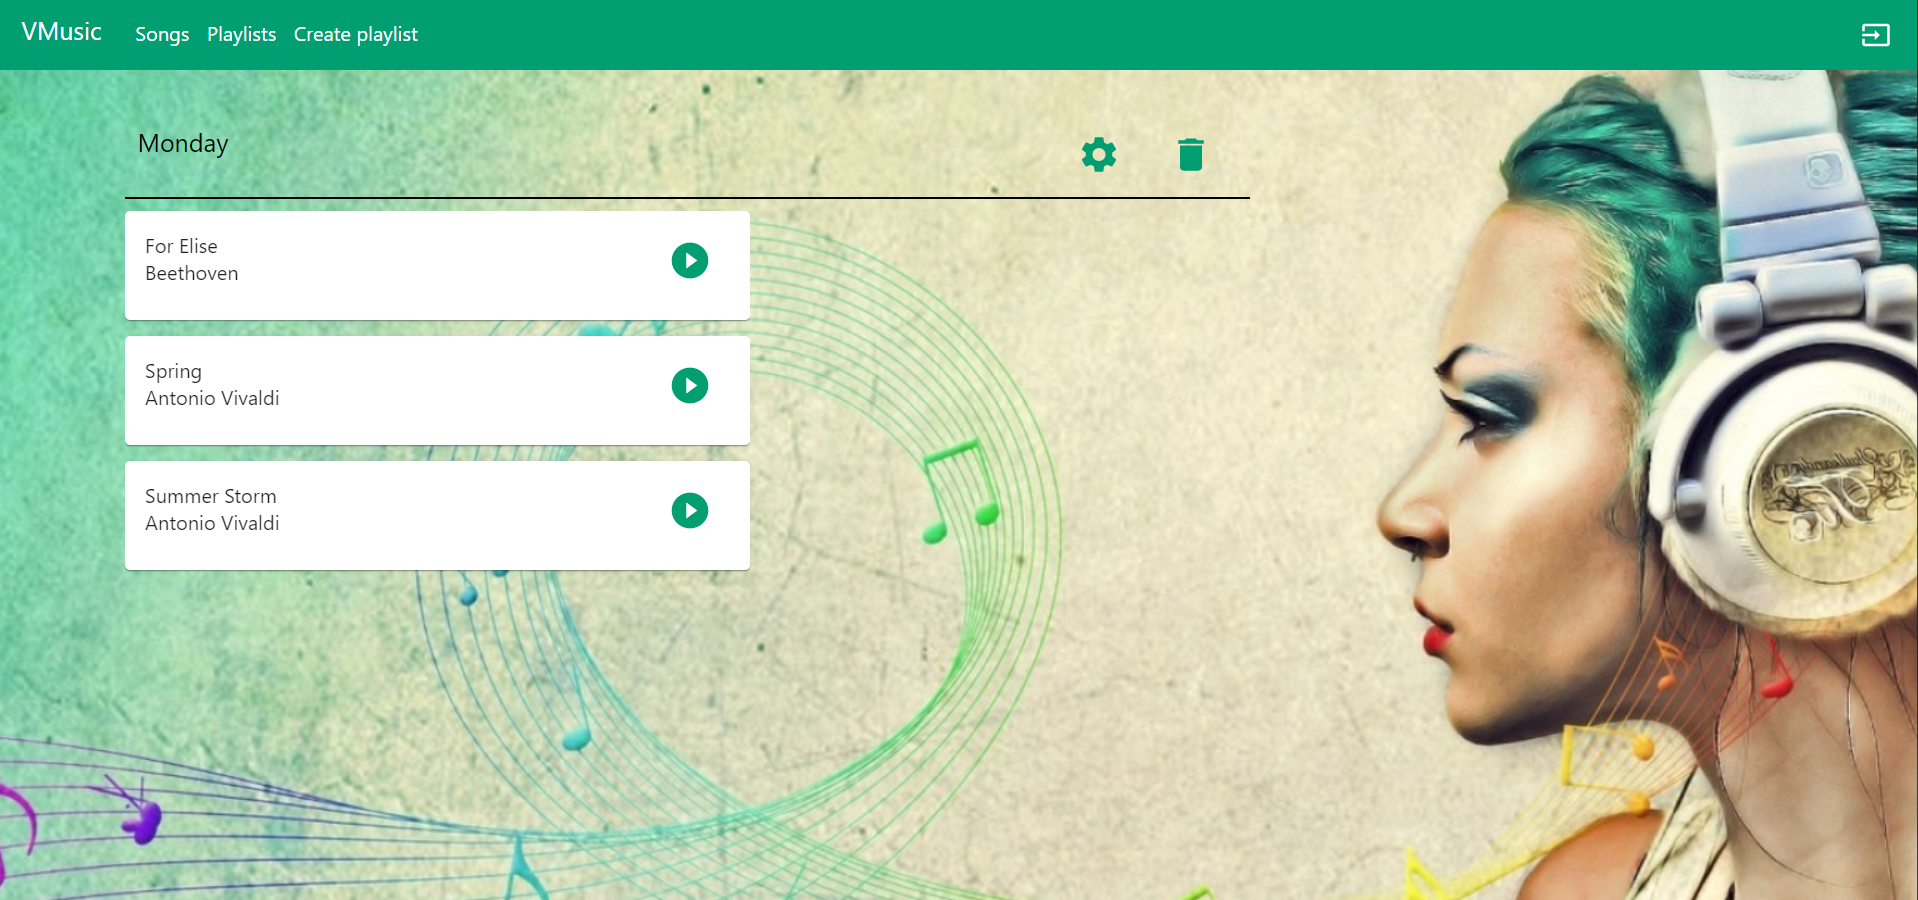 VMusic Songs Playlists Create playlist
Monday
For Elise
Beethoven
Spring
Antonio Vivaldi
Summer Storm
Antonio Vivaldi